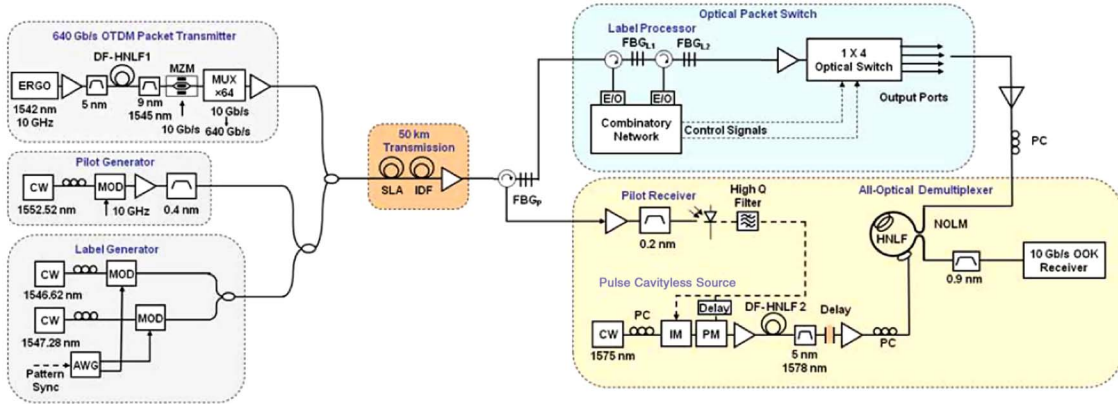 640 Gb/s OTDM Packet Transmitter
DF-HNLF1
MZM
ERGO
MUX
×64
1542 nm
10 GHz
5 nm
9 nm
1545 nm
10 Gb/s
10 Gb/s
640 Gb/s
Pilot Generator
CW
MOD
1552.52 nm
10 GHz
0.4 nm
Label Generator
CW
MOD
1546.62 nm
CW
MOD
1547.28 nm
AWG
Pattern
Sync
50 km
Transmission
SLA
IDF
FBGP
Optical Packet Switch
Label Processor
FBGL1
FBGL2
E/O
E/O
Combinatory
Network
Control Signals
1 X 4
Optical Switch
Output Ports
PC
Pilot Receiver
High Q
Filter
0.2 nm
All-Optical Demultiplexer
HNLF
NOLM
0.9 nm
10 Gb/s OOK
Receiver
Pulse Cavityless Source
CW
1575 nm
PC
IM
Delay
PM
DF-HNLF2
5 nm
1578 nm
Delay
PC